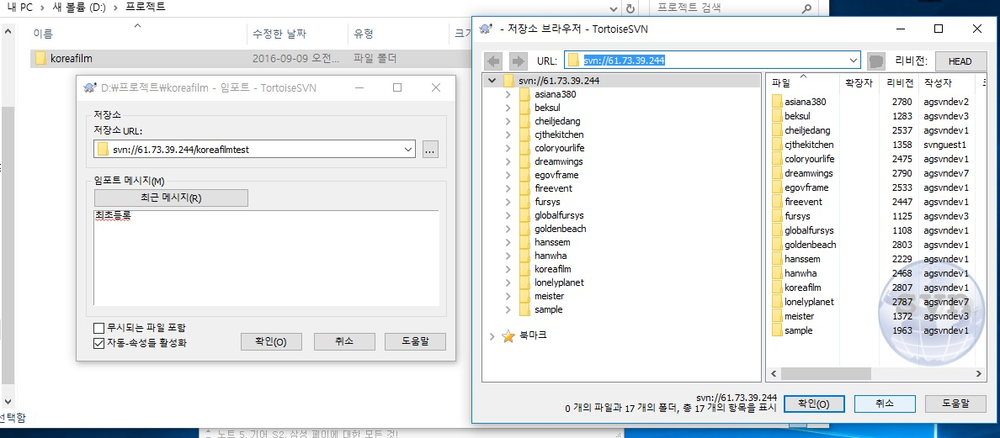 내 PC > 새 볼륨 (D:) > 프로젝트
프로젝트 검색
이름 수정한 날짜 유형 크기
koreafilm 2016-09-09 오전... 파일 폴더
D:₩프로젝트₩koreafilm - 임포트 - TortoiseSVN
저장소
저장소 URL:
svn://61.73.39.244/koreafilmtest
...
임포트 메시지(M)
최근 메시지(R)
최초등록
무시되는 파일 포함
자동-속성들 활성화
확인(O) 취소 도움말
선택함
노트 5, 기어 S2, 삼성 페이에 대한 모든 것!
- 저장소 브라우저 - TortoiseSVN
URL: svn://61.73.39.244 리비전: HEAD
svn://61.73.39.244
asiana380
beksul
cheiljedang
cjthekitchen
coloryourlife
dreamwings
egovframe
fireevent
fursys
globalfursys
goldenbeach
hanssem
hanwha
koreafilm
lonelyplanet
meister
sample
북마크
파일 확장자 리비전 작성자
asiana380 2780 agsvndev2
beksul 1283 agsvndev3
cheiljedang 2537 agsvndev1
cjthekitchen 1358 svnguest1
coloryourlife 2475 agsvndev1
dreamwings 2790 agsvndev7
egovframe 2533 agsvndev1
fireevent 2447 agsvndev1
fursys 1125 agsvndev3
globalfursys 1108 agsvndev1
goldenbeach 2803 agsvndev1
hanssem 2229 agsvndev1
hanwha 2468 agsvndev1
koreafilm 2807 agsvndev1
lonelyplanet 2787 agsvndev7
meister 1372 agsvndev3
sample 1963 agsvndev1
svn
svn://61.73.39.244
0 개의 파일과 17 개의 폴더, 총 17 개의 항목을 표시
확인(O) 취소 도움말